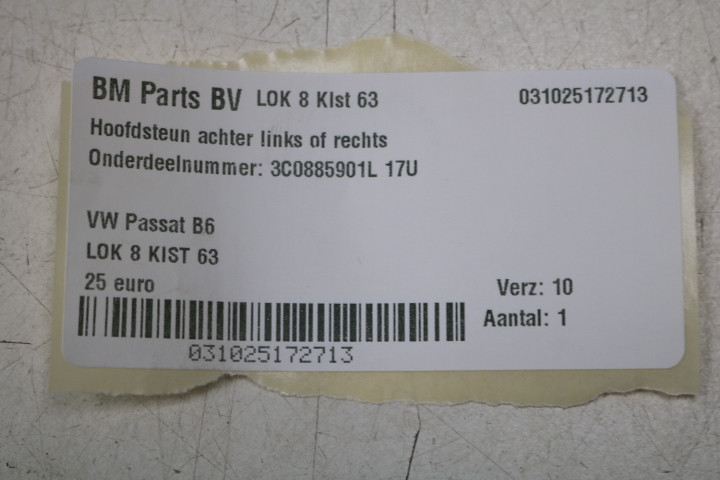 BM Parts BV LOK 8 KIst 63 031025172713
Hoofdsteun achter links of rechts
Onderdeelnummer: 3C0885901L 17U
VW Passat B6
LOK 8 KIST 63
25 euro Verz: 10
Aantal: 1
031025172713